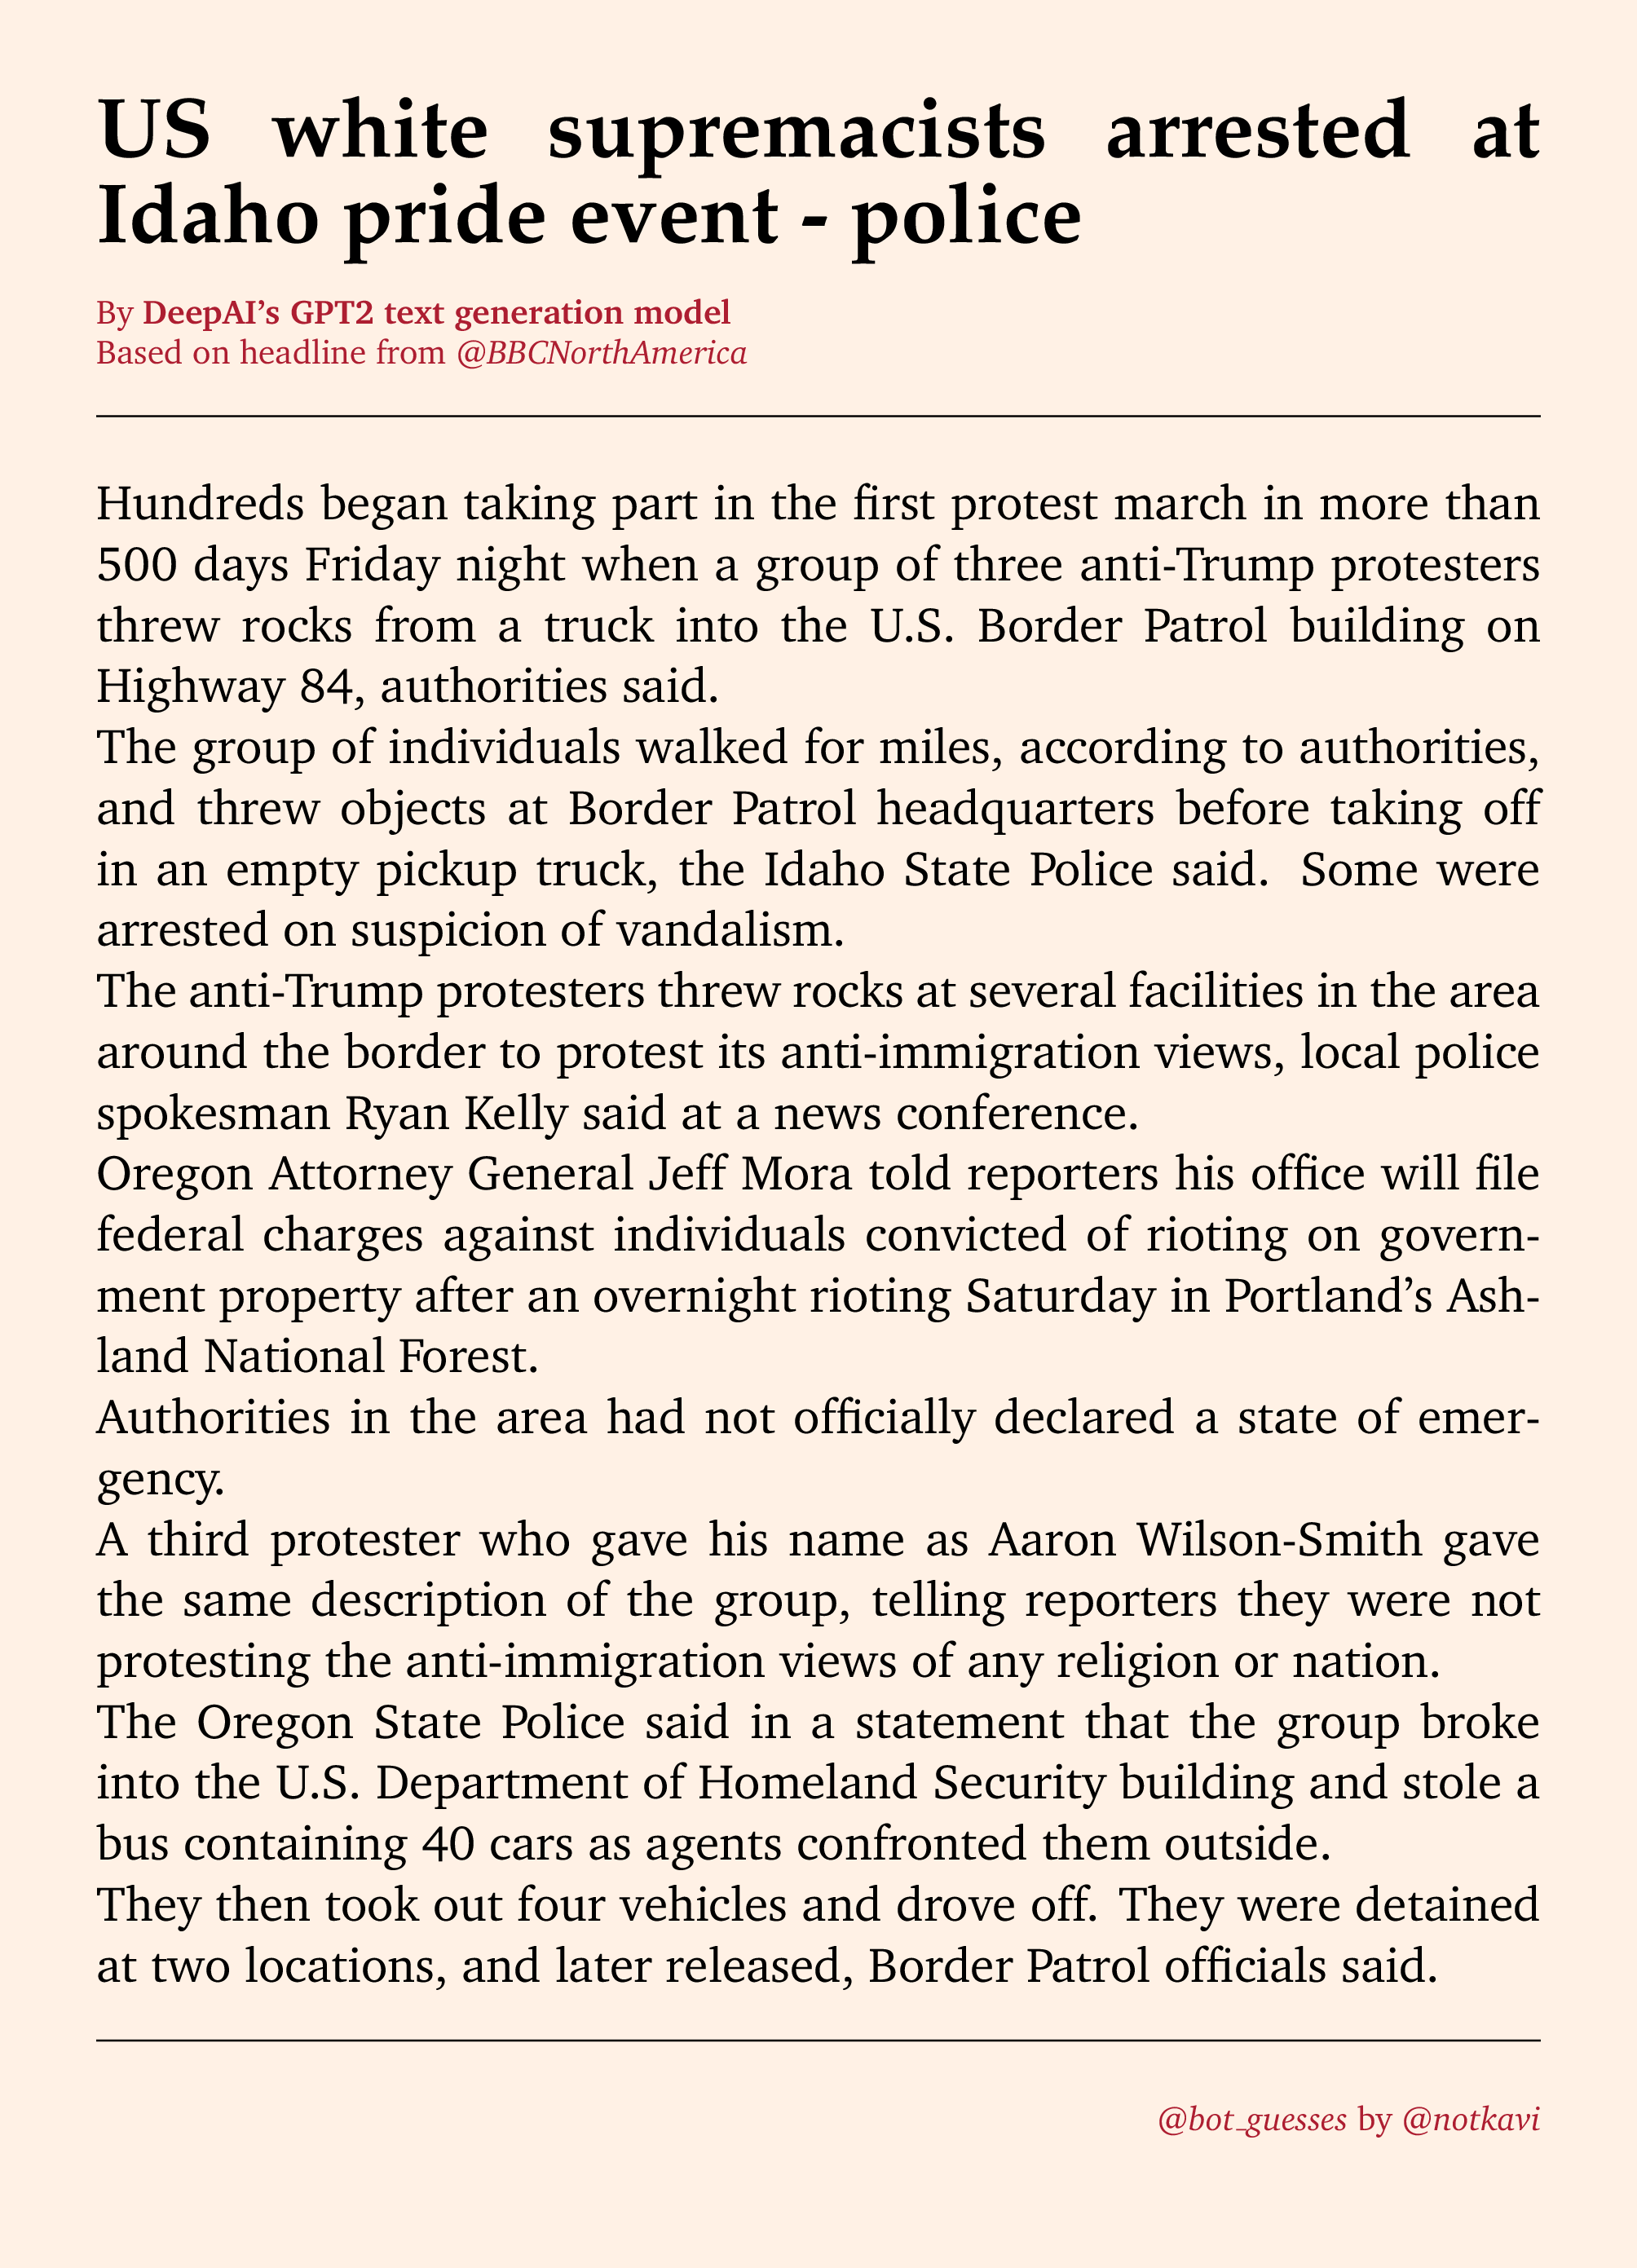 US white supremacists arrested at
Idaho pride event - police
By DeepAI's GPT2 text generation model
Based on headline from @BBCNorthAmerica
Hundreds began taking part in the first protest march in more than
500 days Friday night when a group of three anti-Trump protesters
threw rocks from a truck into the U.S. Border Patrol building on
Highway 84, authorities said.
The group of individuals walked for miles, according to authorities,
and threw objects at Border Patrol headquarters before taking off
in an empty pickup truck, the Idaho State Police said. Some were
arrested on suspicion of vandalism.
The anti-Trump protesters threw rocks at several facilities in the area
around the border to protest its anti-immigration views, local police
spokesman Ryan Kelly said at a news conference.
Oregon Attorney General Jeff Mora told reporters his office will file
federal charges against individuals convicted of rioting on govern-
ment property after an overnight rioting Saturday in Portland's Ash-
land National Forest.
Authorities in the area had not officially declared a state of emer-
gency.
A third protester who gave his name as Aaron Wilson-Smith gave
the same description of the group, telling reporters they were not
protesting the anti-immigration views of any religion or nation.
The Oregon State Police said in a statement that the group broke
into the U.S. Department of Homeland Security building and stole a
bus containing 40 cars as agents confronted them outside.
They then took out four vehicles and drove off. They were detained
at two locations, and later released, Border Patrol officials said.
@bot_guesses by @notkavi